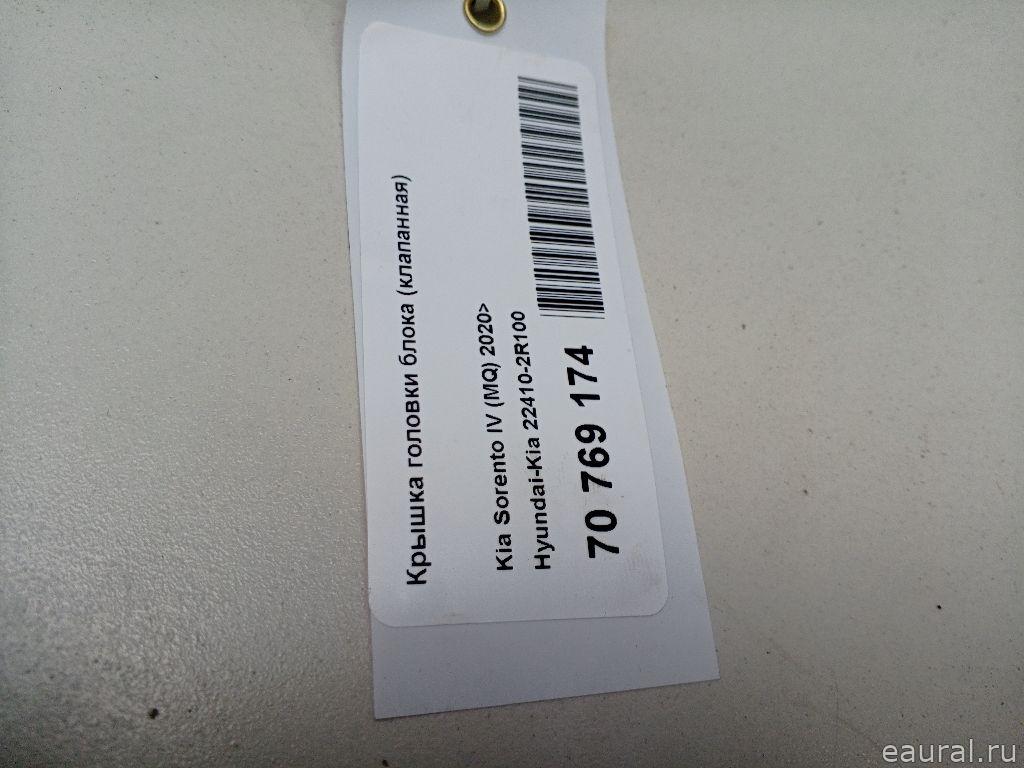 Крышка головки блока (клапанная)
Kia Sorento IV (MQ) 2020>
Hyundai-Kia 22410-2R100
70 769 174
eaural.ru